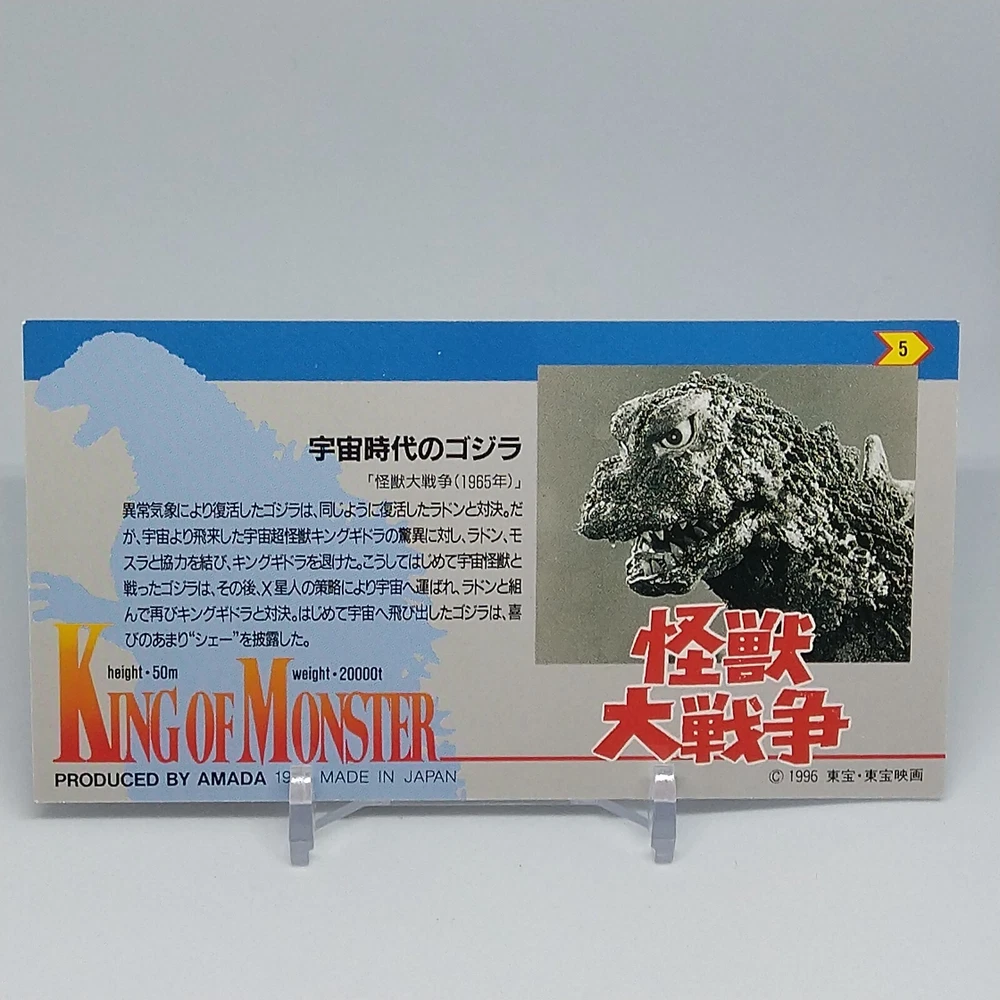 5
宇宙時代のゴジラ
「怪獣大戦争(1965年)」
異常気象により復活したゴジラは、同じように復活したラドンと対決。だ
が、宇宙より飛来した宇宙超怪獣キングギドラの驚異に対し、ラドン、モ
スラと協力を結び、キングギドラを退けた。こうしてはじめて宇宙怪獣と
戦ったゴジラは、その後、X星人の策略により宇宙へ運ばれ、ラドンと組
んで再びキングギドラと対決。はじめて宇宙へ飛び出したゴジラは、喜
びのあまり“シェー”を披露した。
height・50m weight・20000t
KING OF MONSTER
怪獣
大戦争
PRODUCED BY AMADA MADE IN JAPAN
© 1996 東宝・東宝映画